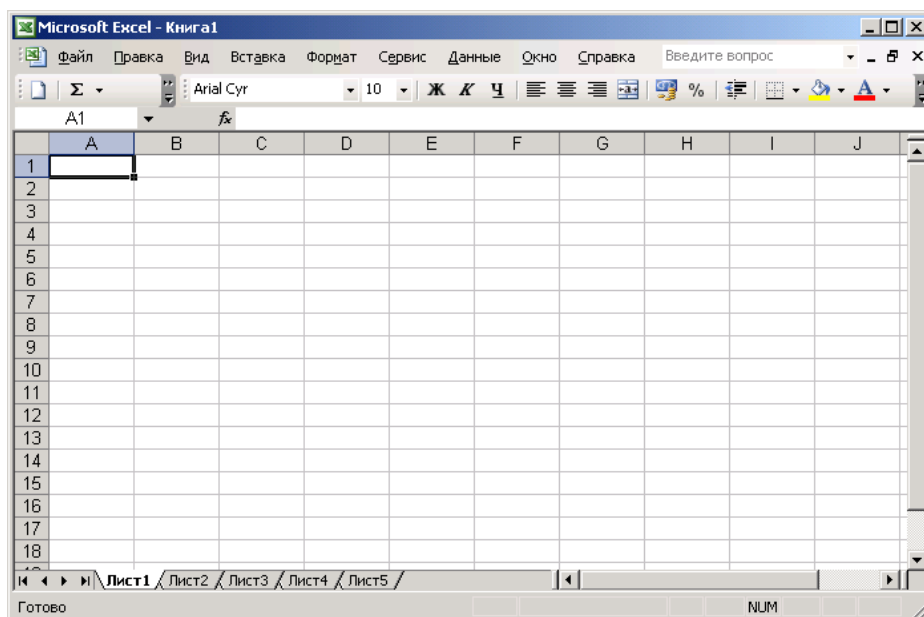 Microsoft Excel - Книга1
Файл Правка Вид Вставка Формат Сервис Данные Окно Справка Введите вопрос
Σ Arial Cyr 10 Ж К Ч %  А
A1 fx
A B C D E F G H I J
1
2
3
4
5
6
7
8
9
10
11
12
13
14
15
16
17
18
Лист1 Лист2 Лист3 Лист4 Лист5
Готово NUM